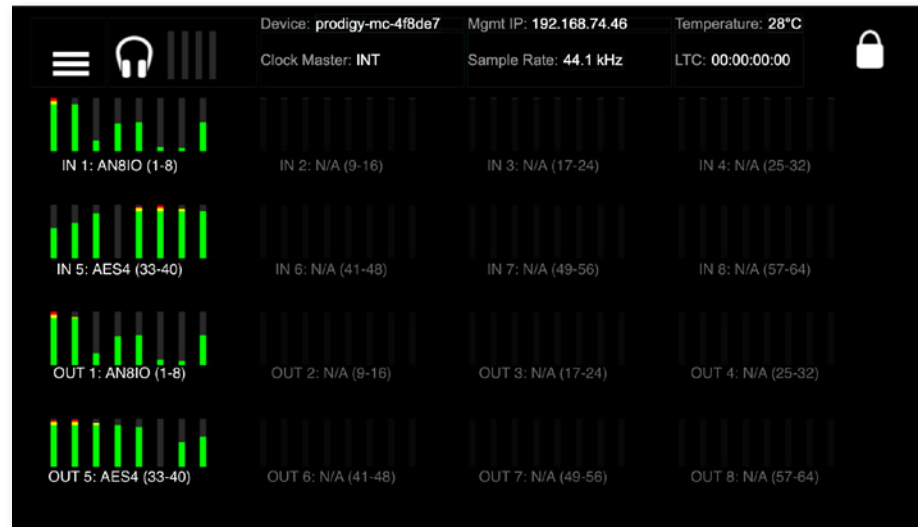 Device: prodigy-mc-4f8de7 Mgmt IP: 192.168.74.46 Temperature: 28°C
Clock Master: INT Sample Rate: 44.1 kHz LTC: 00:00:00:00
IN 1: AN8IO (1-8) IN 2: N/A (9-16) IN 3: N/A (17-24) IN 4: N/A (25-32)
IN 5: AES4 (33-40) IN 6: N/A (41-48) IN 7: N/A (49-56) IN 8: N/A (57-64)
OUT 1: AN8IO (1-8) OUT 2: N/A (9-16) OUT 3: N/A (17-24) OUT 4: N/A (25-32)
OUT 5: AES4 (33-40) OUT 6: N/A (41-48) OUT 7: N/A (49-56) OUT 8: N/A (57-64)